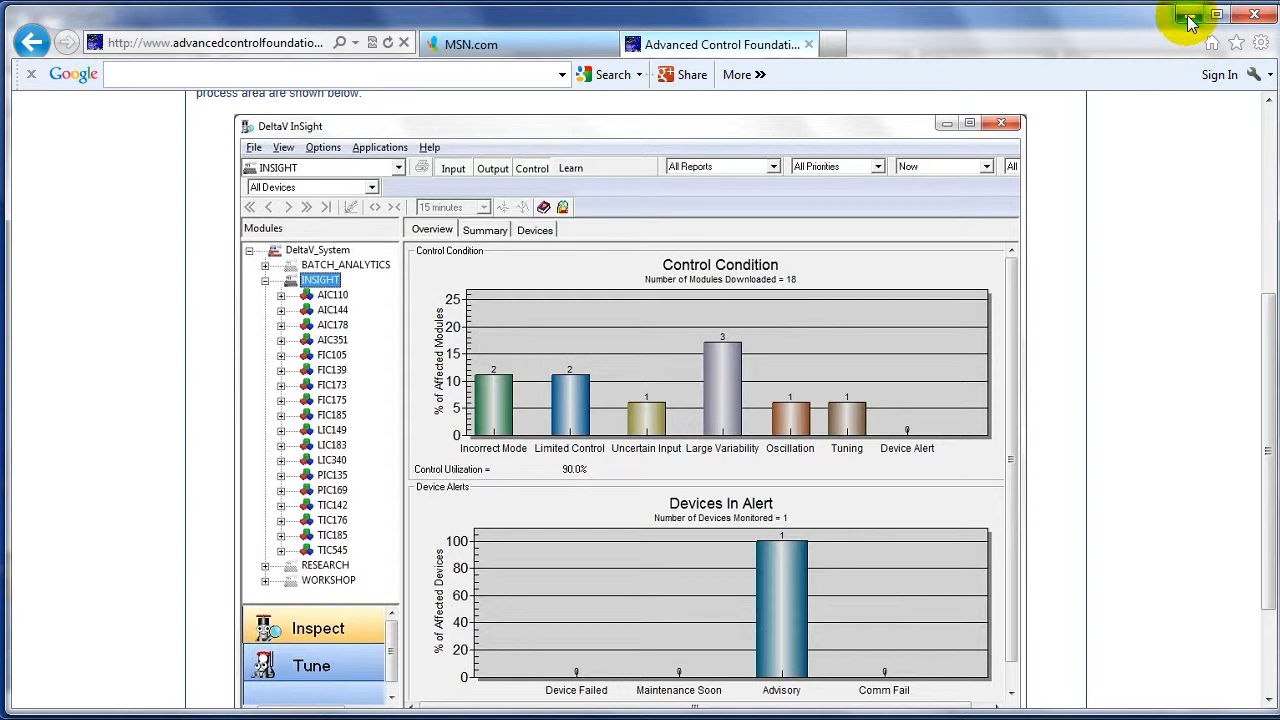 http://www.advancedcontrolfoundatio...
MSN.com
Advanced Control Foundati...
Google
Search
Share
More »
Sign In
process area are shown below.
DeltaV InSight
File View Options Applications Help
INSIGHT
Input Output Control Learn
All Reports
All Priorities
Now
All
All Devices
15 minutes
Modules
Overview Summary Devices
DeltaV_System
BATCH_ANALYTICS
INSIGHT
AIC110
AIC144
AIC178
AIC351
FIC105
FIC139
FIC173
FIC175
FIC185
LIC149
LIC183
LIC340
PIC135
PIC169
TIC142
TIC176
TIC185
TIC545
RESEARCH
WORKSHOP
Inspect
Tune
Control Condition
Control Condition
Number of Modules Downloaded = 18
% of Affected Modules
25
20
15
10
5
0
2 2 1 3 1 1 0
Incorrect Mode Limited Control Uncertain Input Large Variability Oscillation Tuning Device Alert
Control Utilization = 90.0%
Device Alerts
Devices In Alert
Number of Devices Monitored = 1
% of Affected Devices
100
80
60
40
20
0
0 0 1 0
Device Failed Maintenance Soon Advisory Comm Fail